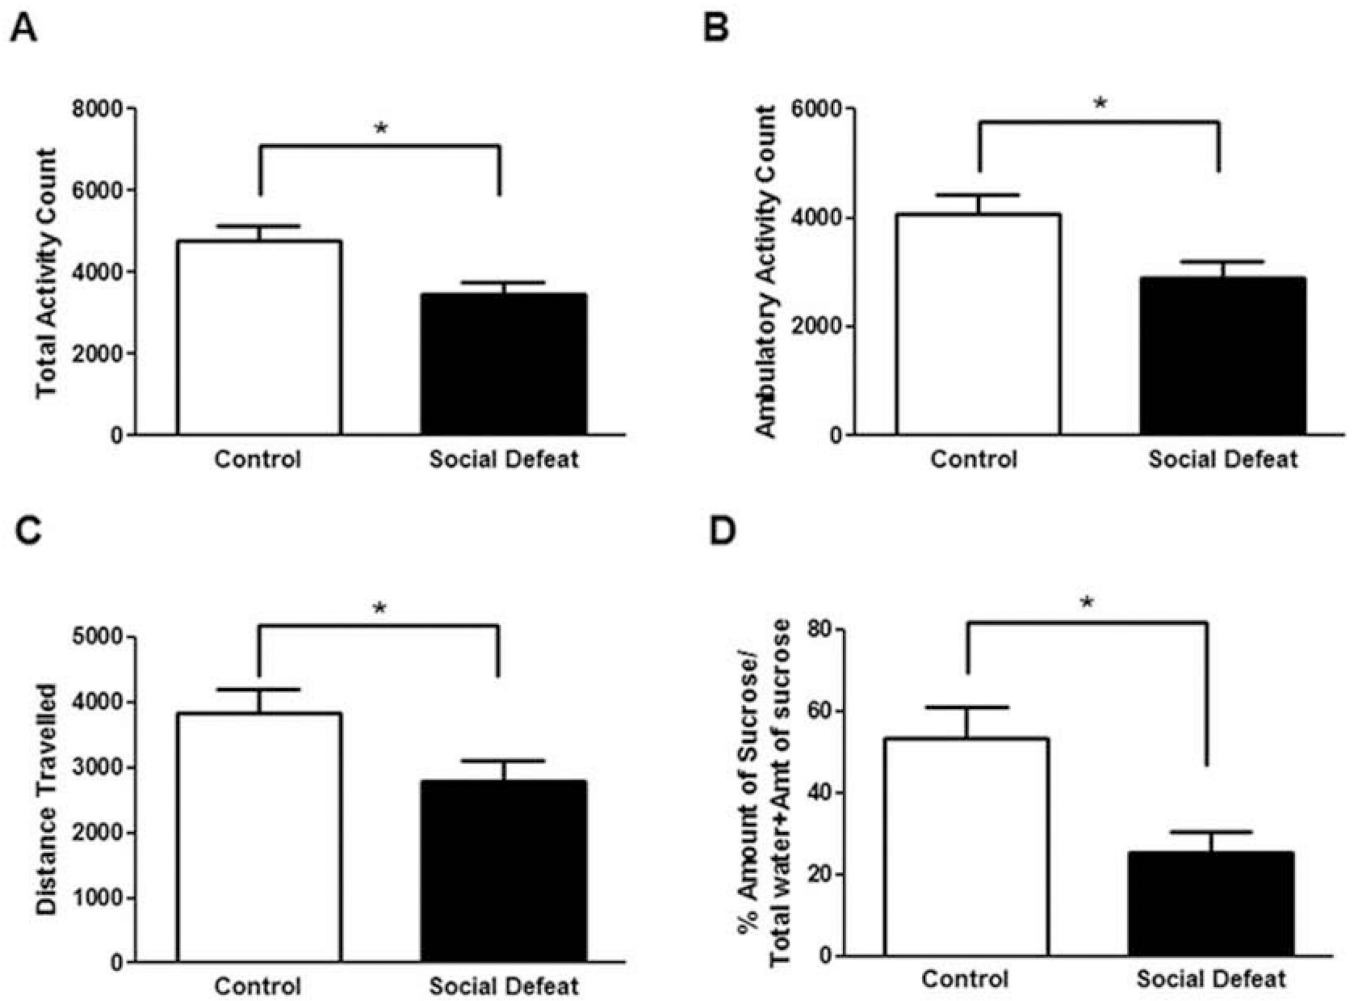 A
8000
6000
4000
2000
0
Total Activity Count
*
Control
Social Defeat
B
6000
4000
2000
0
Ambulatory Activity Count
*
Control
Social Defeat
C
5000
4000
3000
2000
1000
0
Distance Travelled
*
Control
Social Defeat
D
80
60
40
20
0
% Amount of Sucrose/
Total water+Amt of sucrose
*
Control
Social Defeat